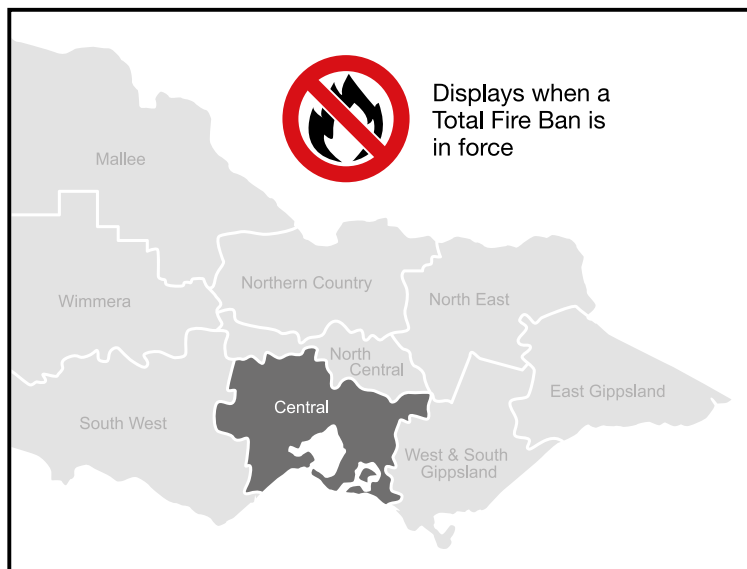 Displays when a
Total Fire Ban is
in force
Mallee
Northern Country
North East
Wimmera
North
Central
East Gippsland
Central
South West
West & South
Gippsland